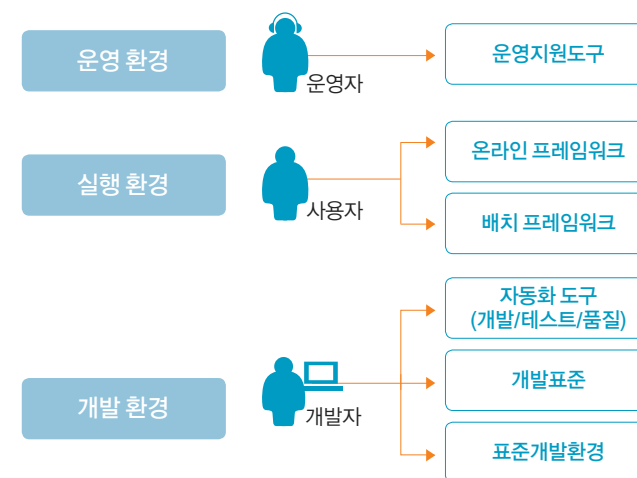 운영 환경
운영자
운영지원도구
실행 환경
사용자
온라인 프레임워크
배치 프레임워크
개발 환경
개발자
자동화 도구
(개발/테스트/품질)
개발표준
표준개발환경